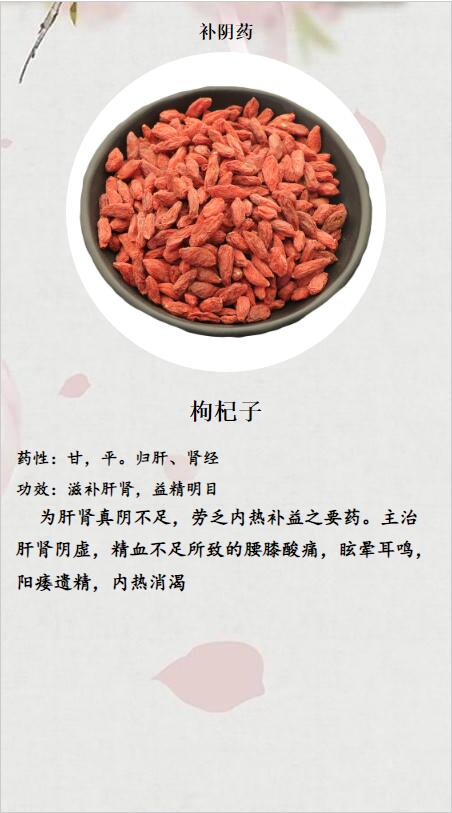 补阴药
枸杞子
药性：甘，平。归肝、肾经
功效：滋补肝肾，益精明目
为肝肾真阴不足，劳乏内热补益之要药。主治
肝肾阴虚，精血不足所致的腰膝酸痛，眩晕耳鸣，
阳痿遗精，内热消渴